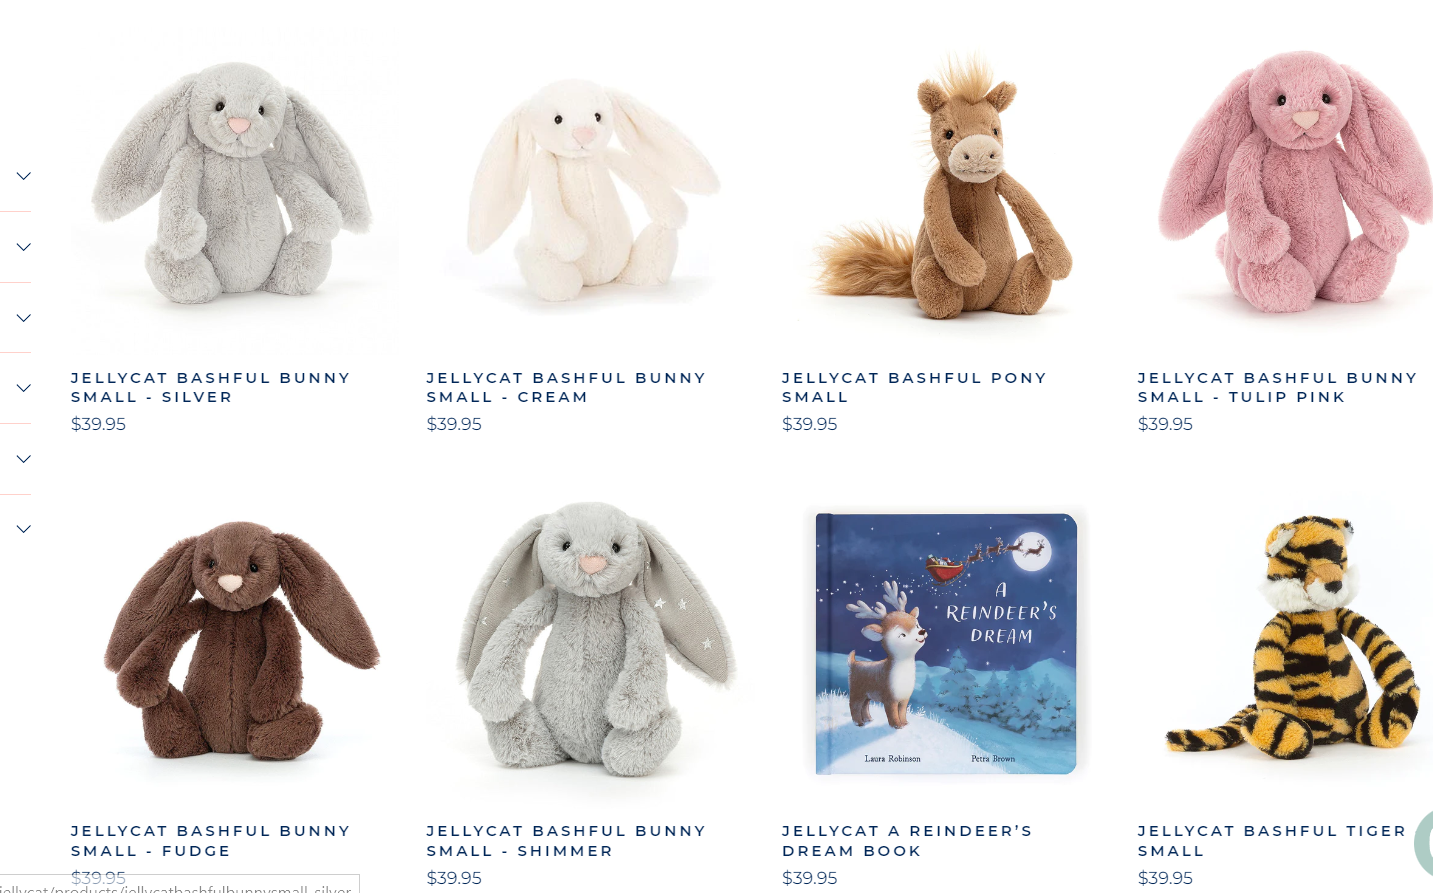 JELLYCAT BASHFUL BUNNY
SMALL - SILVER
$39.95
JELLYCAT BASHFUL BUNNY
SMALL - CREAM
$39.95
JELLYCAT BASHFUL PONY
SMALL
$39.95
JELLYCAT BASHFUL BUNNY
SMALL - TULIP PINK
$39.95
JELLYCAT BASHFUL BUNNY
SMALL - FUDGE
$39.95
JELLYCAT BASHFUL BUNNY
SMALL - SHIMMER
$39.95
A
REINDEER'S
DREAM
Laura Robinson Petra Brown
JELLYCAT A REINDEER’S
DREAM BOOK
$39.95
JELLYCAT BASHFUL TIGER
SMALL
$39.95
jellycat/products/jellycatbashfulbunnysmall-silver